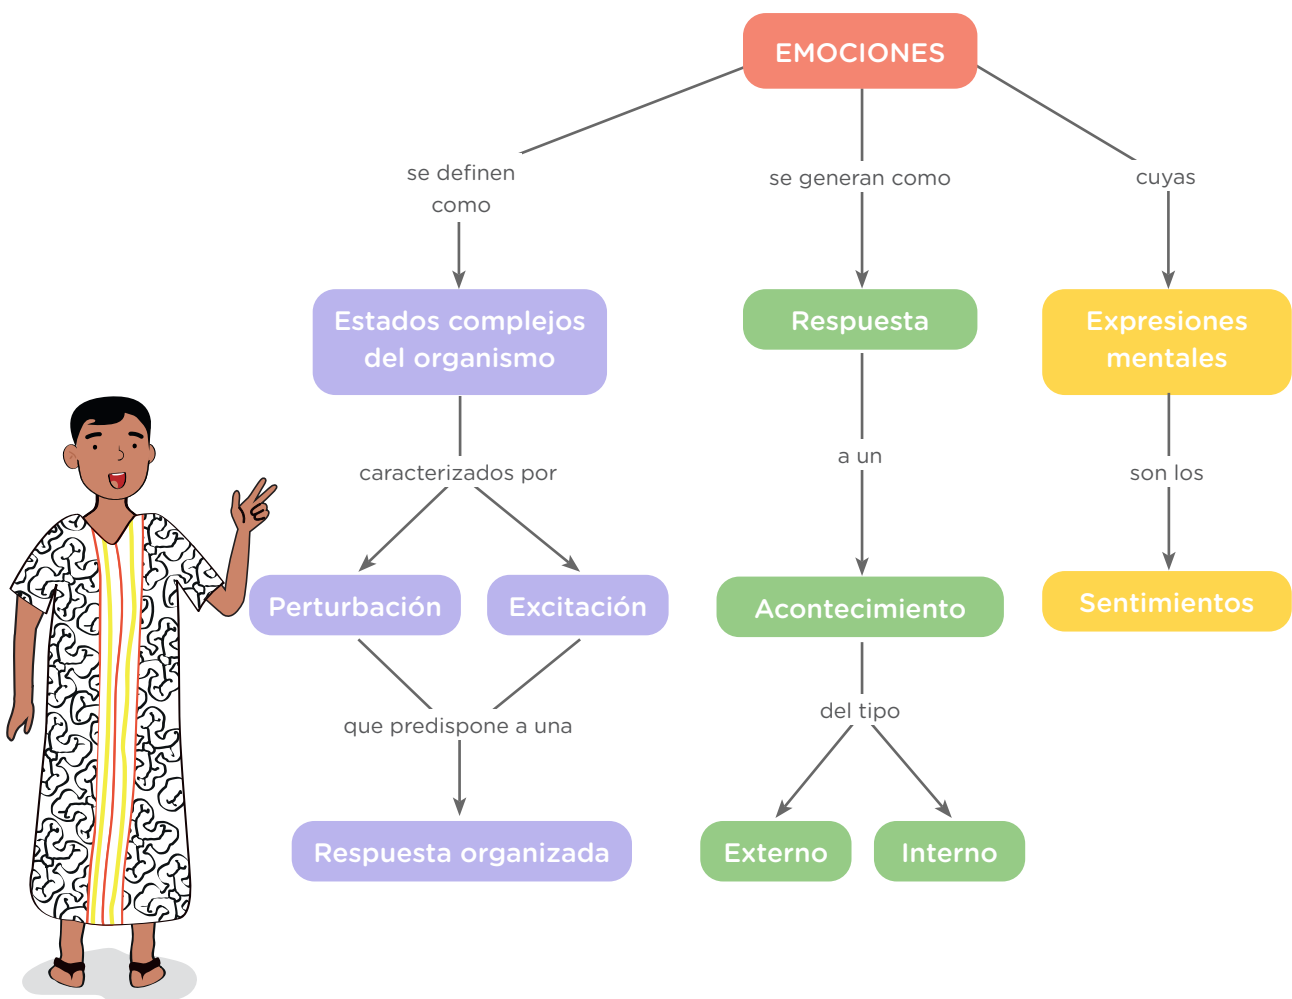 EMOCIONES
se definen
como
se generan como
cuyas
Estados complejos
del organismo
Respuesta
Expresiones
mentales
caracterizados por
a un
son los
Perturbación
Excitación
Acontecimiento
Sentimientos
que predispone a una
del tipo
Respuesta organizada
Externo
Interno